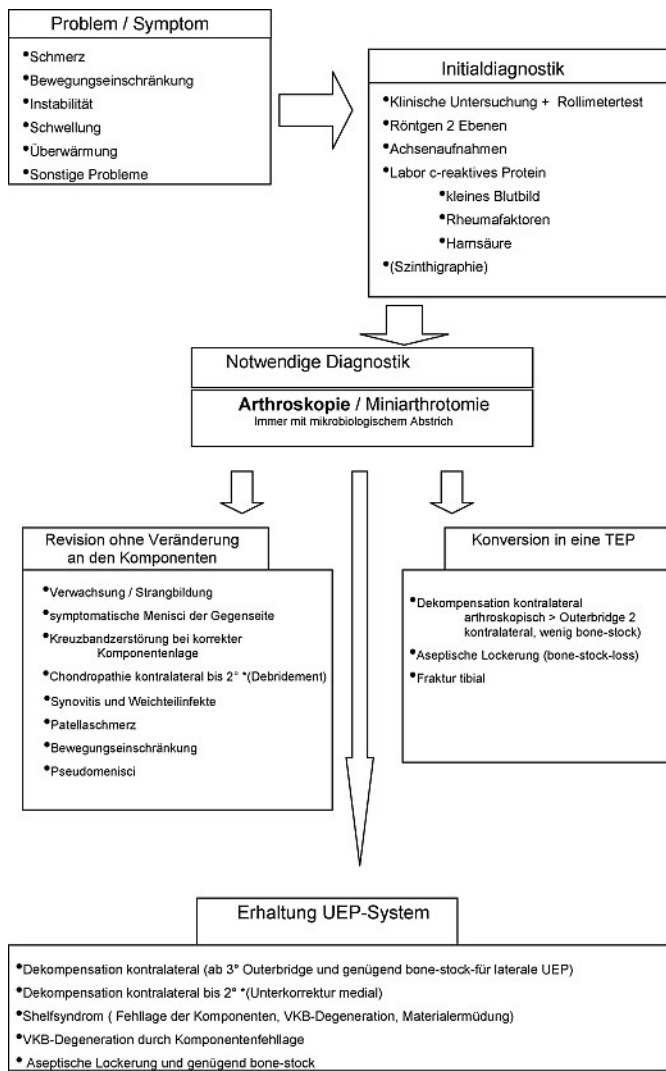 Problem / Symptom
•Schmerz
•Bewegungseinschränkung
•Instabilität
•Schwellung
•Überwärmung
•Sonstige Probleme
Initialdiagnostik
•Klinische Untersuchung + Rollimetertest
•Röntgen 2 Ebenen
•Achsenaufnahmen
•Labor c-reaktives Protein
•kleines Blutbild
•Rheumafaktoren
•Harnsäure
•(Szinthigraphie)
Notwendige Diagnostik
Arthroskopie / Miniarthrotomie
Immer mit mikrobiologischem Abstrich
Revision ohne Veränderung
an den Komponenten
•Verwachsung / Strangbildung
•symptomatische Menisci der Gegenseite
•Kreuzbandzerstörung bei korrekter
Komponentenlage
•Chondropathie kontralateral bis 2° *(Debridement)
•Synovitis und Weichteilinfekte
•Patellaschmerz
•Bewegungseinschränkung
•Pseudomenisci
Konversion in eine TEP
•Dekompensation kontralateral
arthroskopisch > Outerbridge 2
kontralateral, wenig bone-stock)
•Aseptische Lockerung (bone-stock-loss)
•Fraktur tibial
Erhaltung UEP-System
•Dekompensation kontralateral (ab 3° Outerbridge und genügend bone-stock-für laterale UEP)
•Dekompensation kontralateral bis 2° *(Unterkorrektur medial)
•Shelfsyndrom ( Fehllage der Komponenten, VKB-Degeneration, Materialermüdung)
•VKB-Degeneration durch Komponentenfehllage
• Aseptische Lockerung und genügend bone-stock